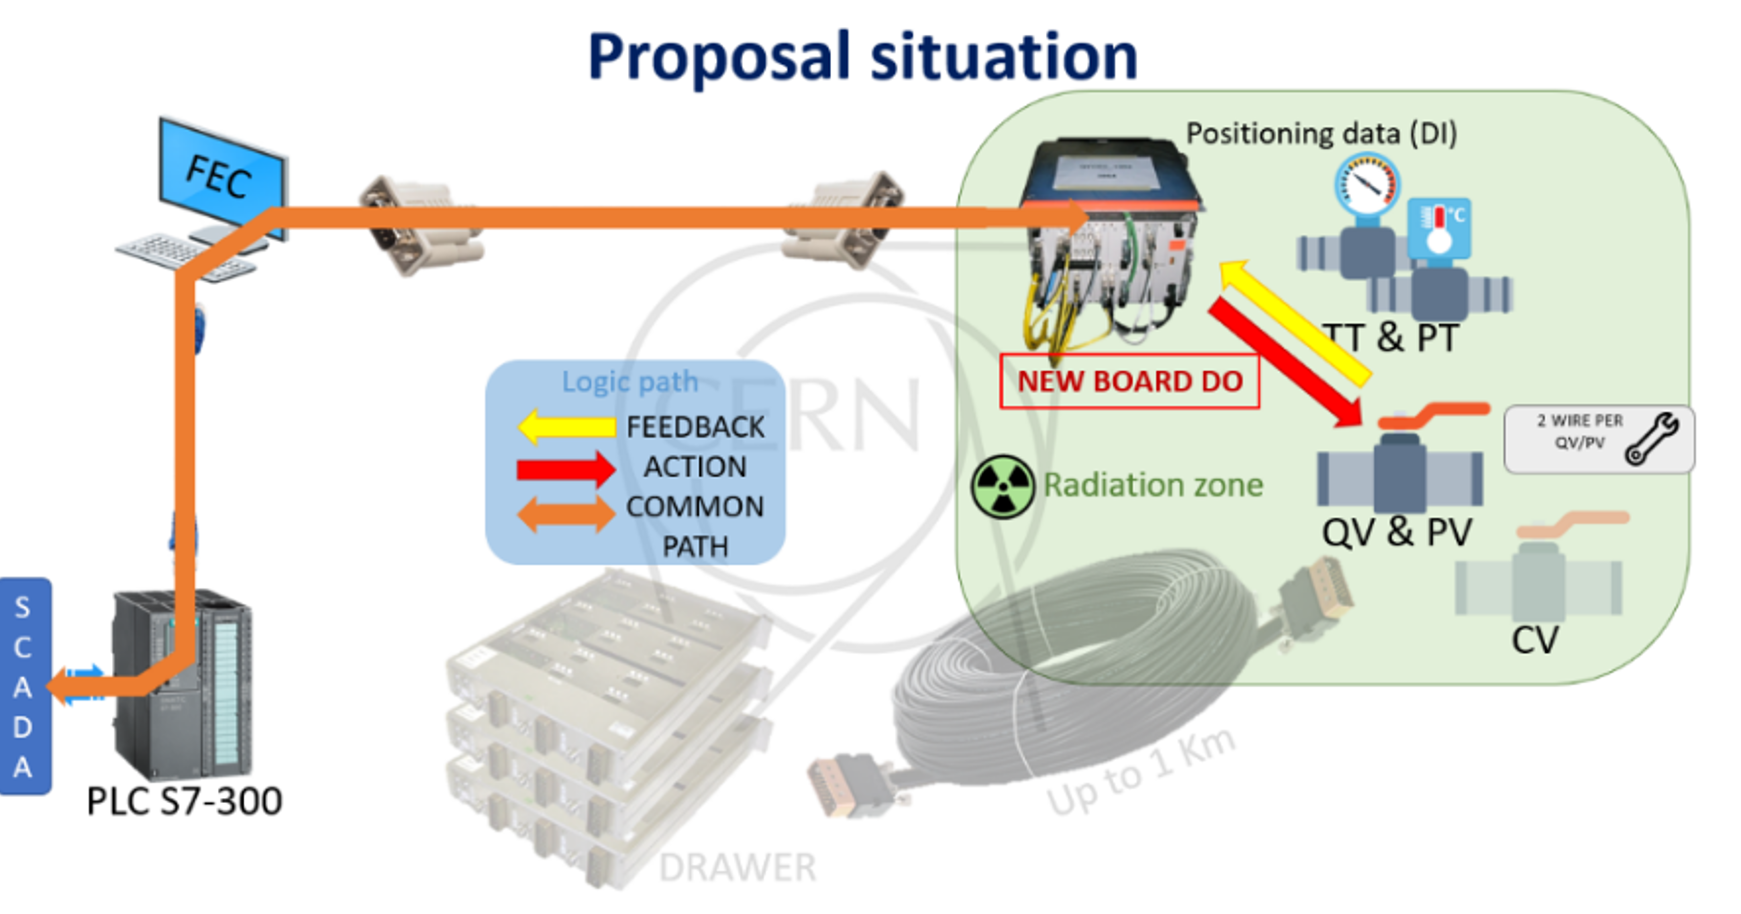 Proposal situation
FEC
Positioning data (DI)
°C
TT & PT
NEW BOARD DO
Logic path
FEEDBACK
ACTION
COMMON
PATH
CERN
2 WIRE PER
QV/PV
Radiation zone
QV & PV
CV
S
C
A
D
A
PLC S7-300
Up to 1 Km
DRAWER